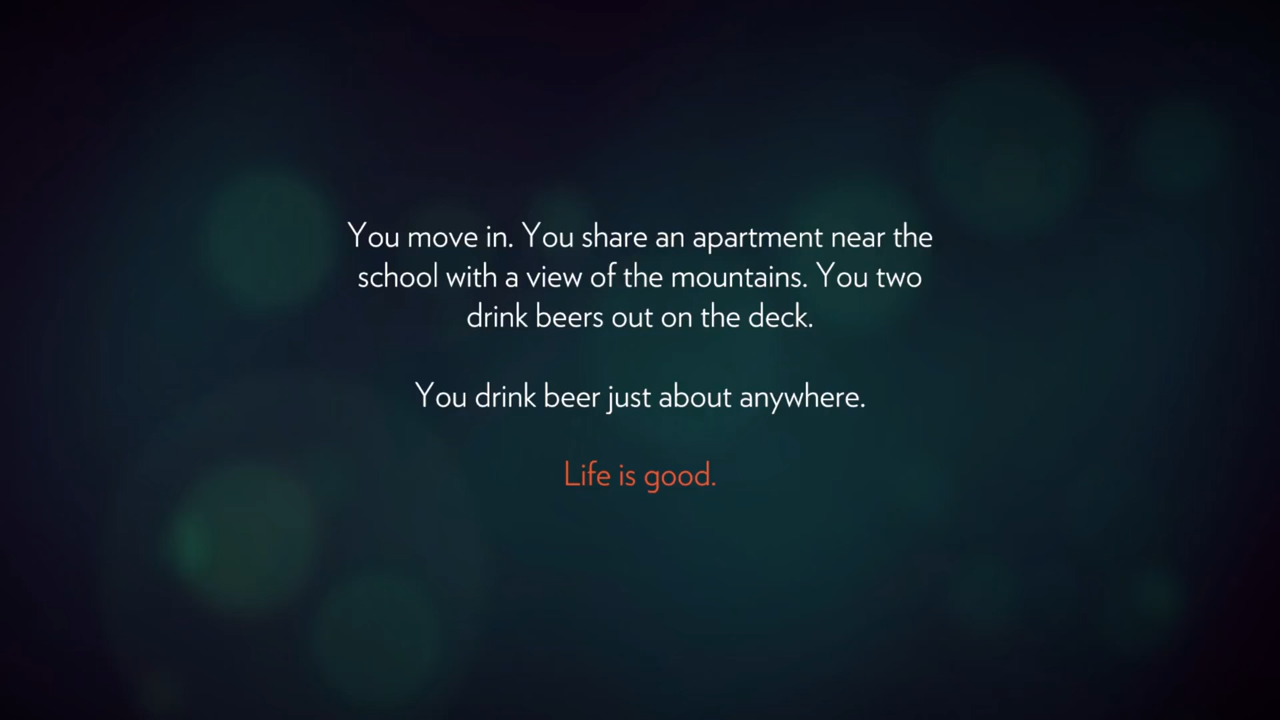 You move in. You share an apartment near the
school with a view of the mountains. You two
drink beers out on the deck.
You drink beer just about anywhere.
Life is good.